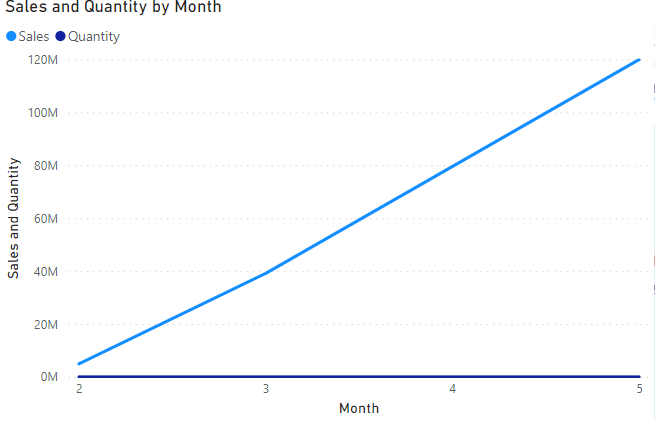 Sales and Quantity by Month
Sales Quantity
120M
100M
80M
60M
40M
20M
0M
Sales and Quantity
2 3 4 5
Month